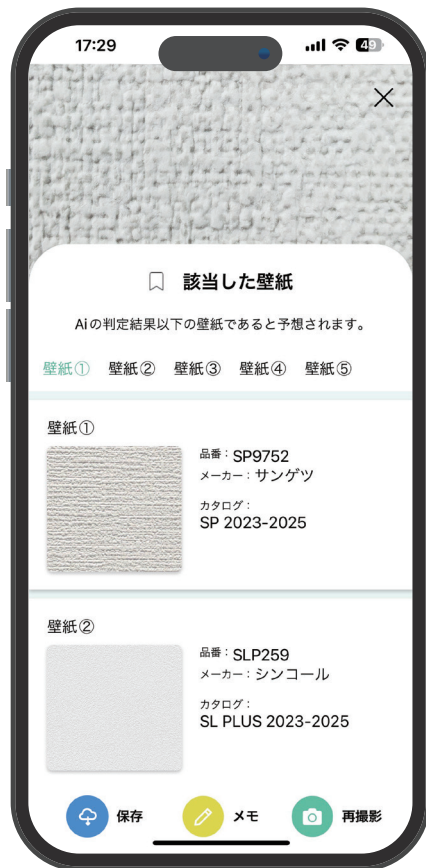 17:29
49
該当した壁紙
Aiの判定結果以下の壁紙であると予想されます。
壁紙① 壁紙② 壁紙③ 壁紙④ 壁紙⑤
壁紙①
品番：SP9752
メーカー：サンゲツ
カタログ：
SP 2023-2025
壁紙②
品番：SLP259
メーカー：シンコール
カタログ：
SL PLUS 2023-2025
保存 メモ 再撮影